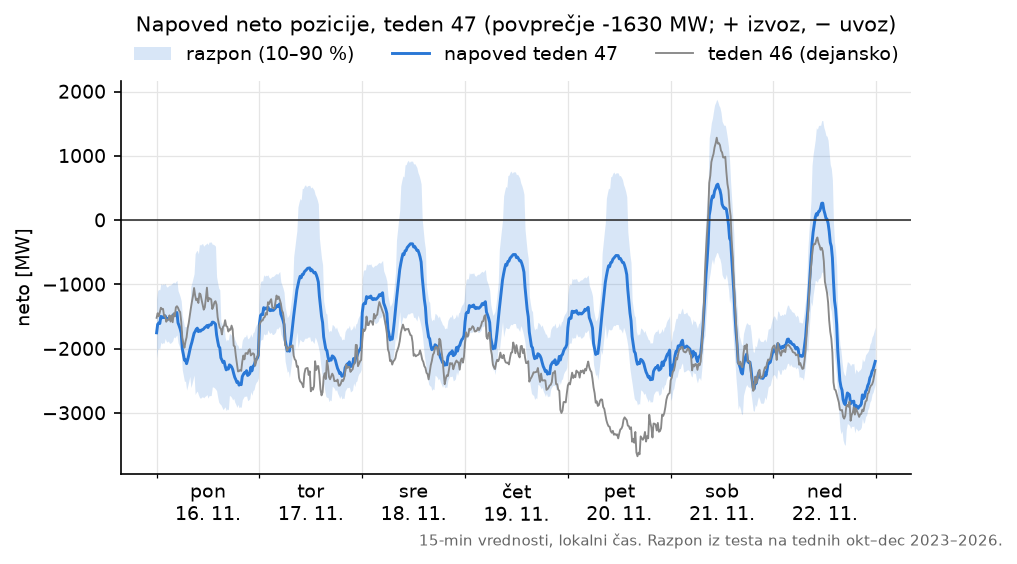 Napoved neto pozicije, teden 47 (povprečje -1630 MW; + izvoz, − uvoz)
razpon (10–90 %) napoved teden 47 teden 46 (dejansko)
neto [MW]
2000
1000
0
−1000
−2000
−3000
pon tor sre čet pet sob ned
16. 11. 17. 11. 18. 11. 19. 11. 20. 11. 21. 11. 22. 11.
15-min vrednosti, lokalni čas. Razpon iz testa na tednih okt–dec 2023–2026.